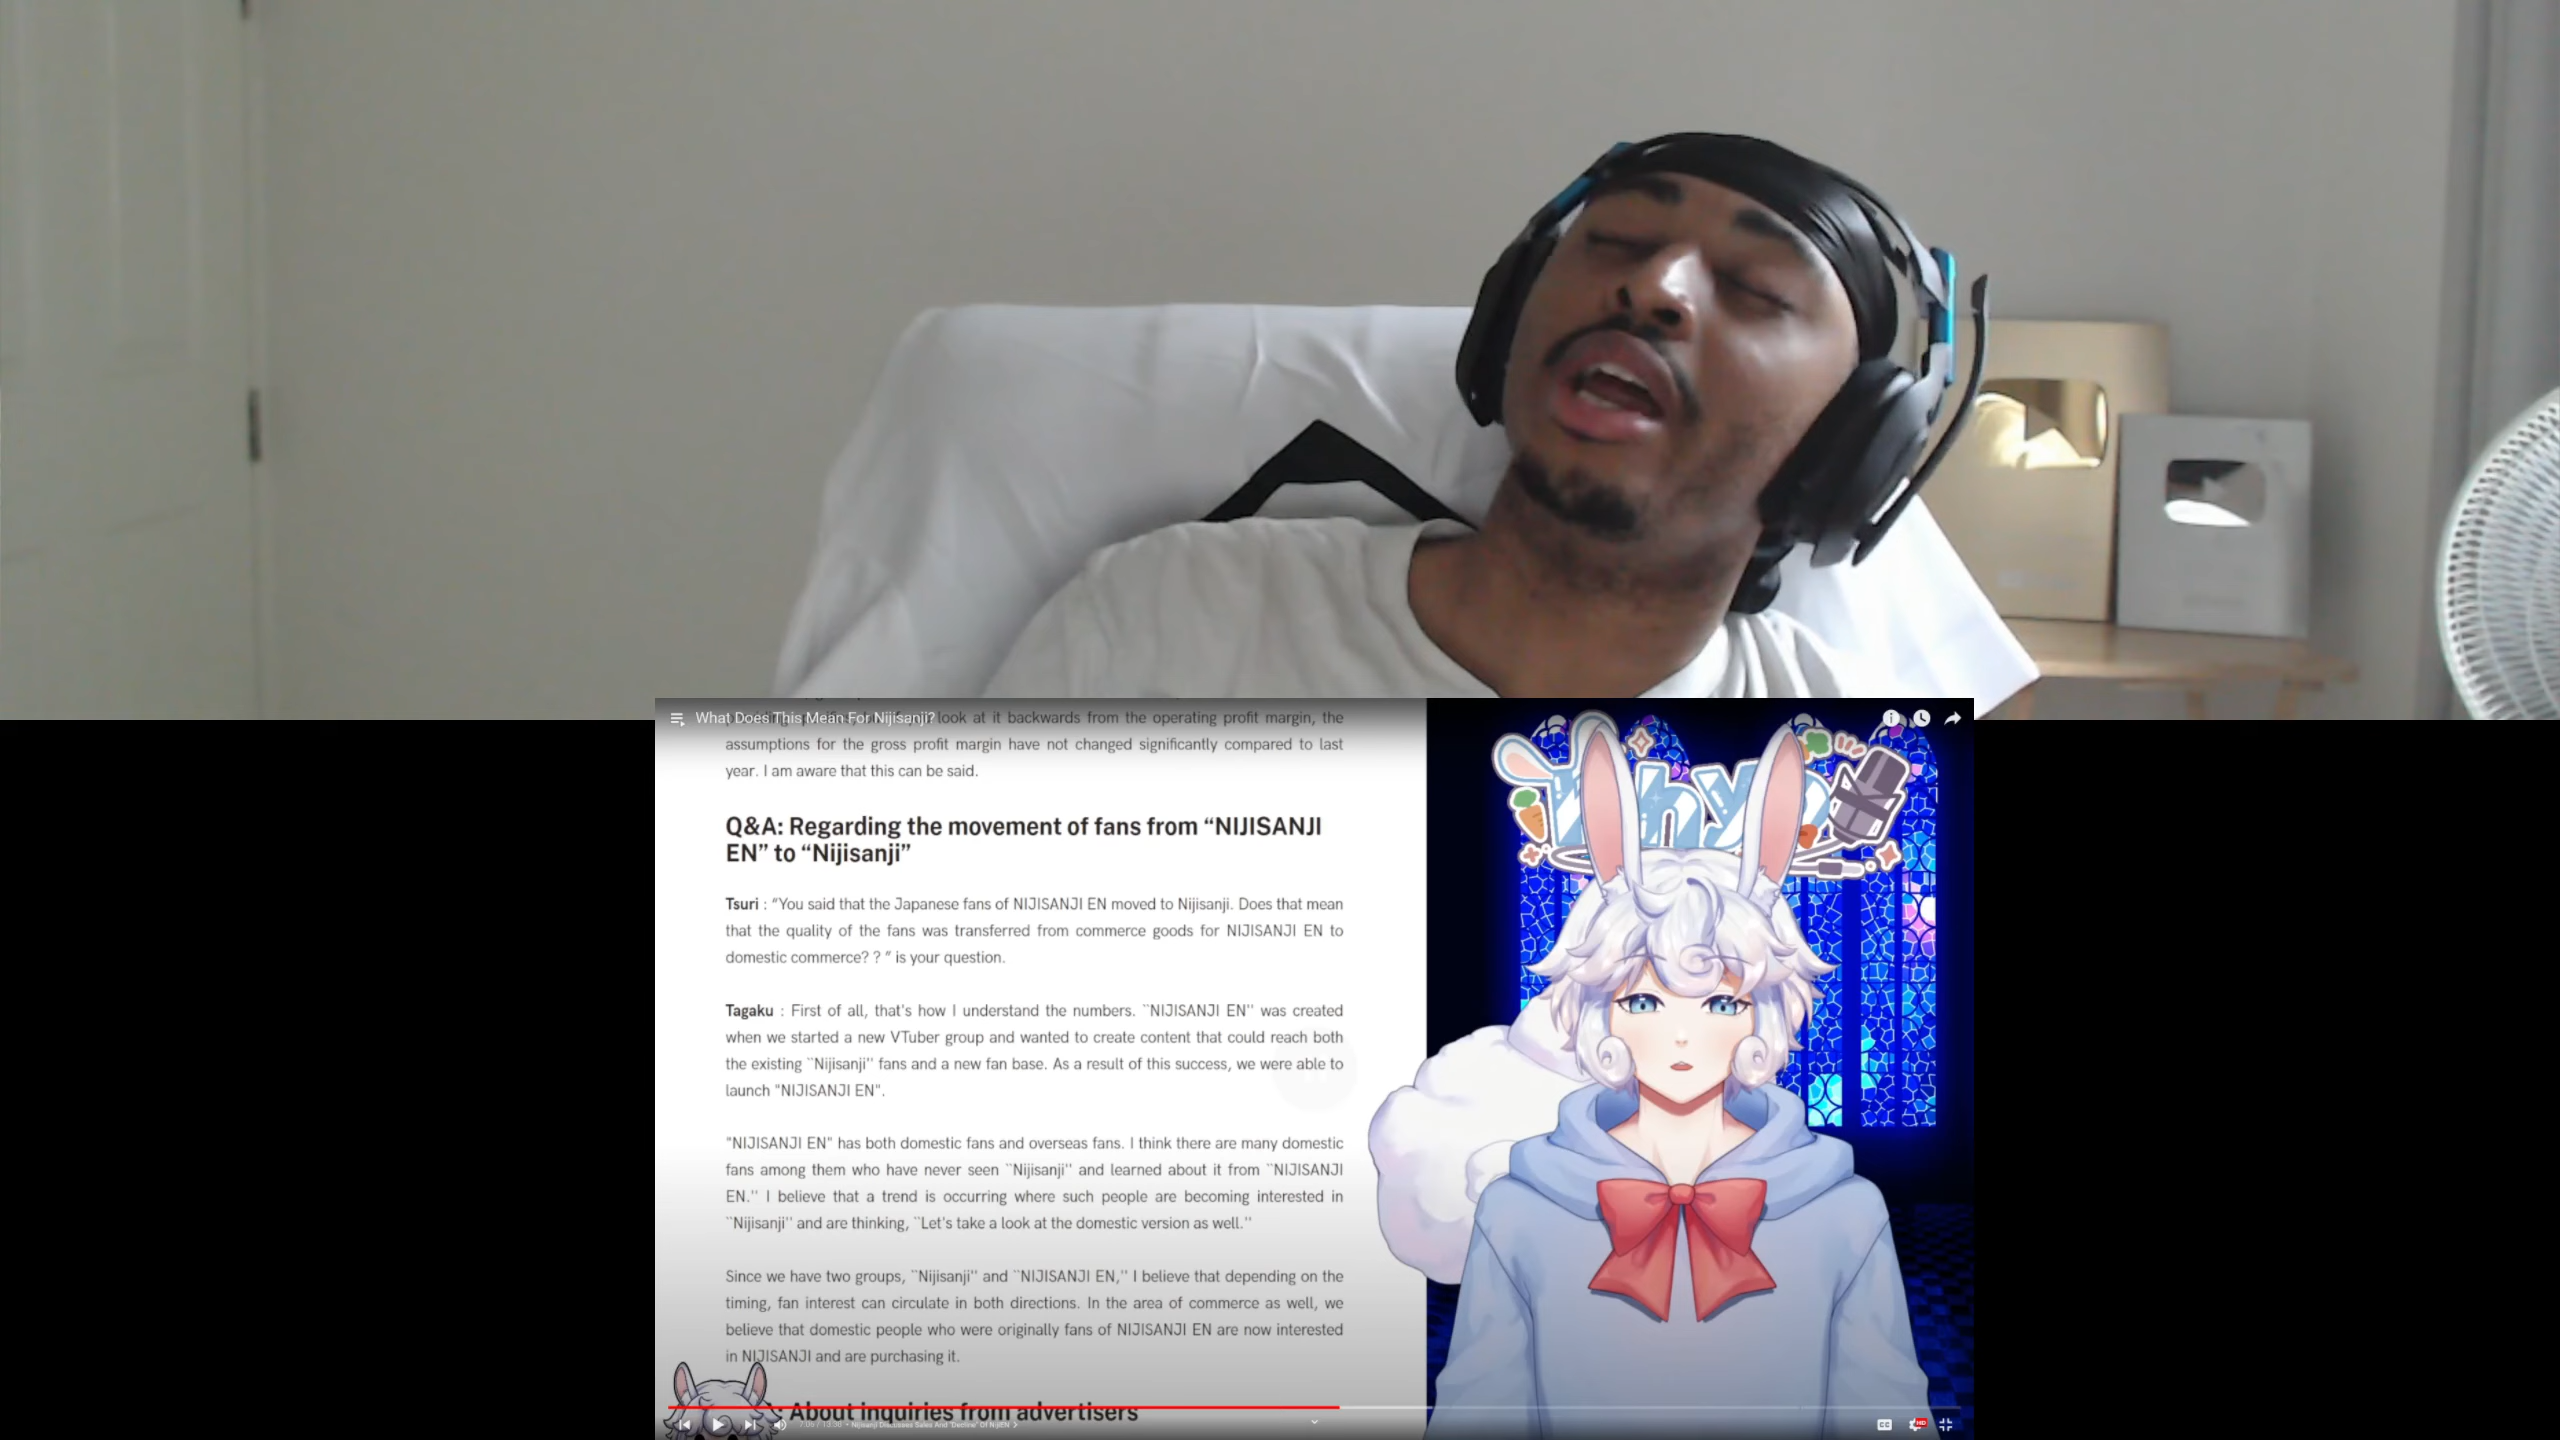 What Does This Mean For Nijisanji?
look at it backwards from the operating profit margin, the
assumptions for the gross profit margin have not changed significantly compared to last
year. I am aware that this can be said.
Q&A: Regarding the movement of fans from “NIJISANJI
EN” to “Nijisanji”
Tsuri : “You said that the Japanese fans of NIJISANJI EN moved to Nijisanji. Does that mean
that the quality of the fans was transferred from commerce goods for NIJISANJI EN to
domestic commerce? ? ” is your question.
Tagaku : First of all, that's how I understand the numbers. ``NIJISANJI EN'' was created
when we started a new VTuber group and wanted to create content that could reach both
the existing ``Nijisanji'' fans and a new fan base. As a result of this success, we were able to
launch "NIJISANJI EN".
"NIJISANJI EN" has both domestic fans and overseas fans. I think there are many domestic
fans among them who have never seen ``Nijisanji'' and learned about it from ``NIJISANJI
EN.'' I believe that a trend is occurring where such people are becoming interested in
``Nijisanji'' and are thinking, ``Let's take a look at the domestic version as well.''
Since we have two groups, ``Nijisanji'' and ``NIJISANJI EN,'' I believe that depending on the
timing, fan interest can circulate in both directions. In the area of commerce as well, we
believe that domestic people who were originally fans of NIJISANJI EN are now interested
in NIJISANJI and are purchasing it.
: About inquiries from advertisers
Nijisanji Discusses Sales And "Decline" Of NijiEN
CC
HD